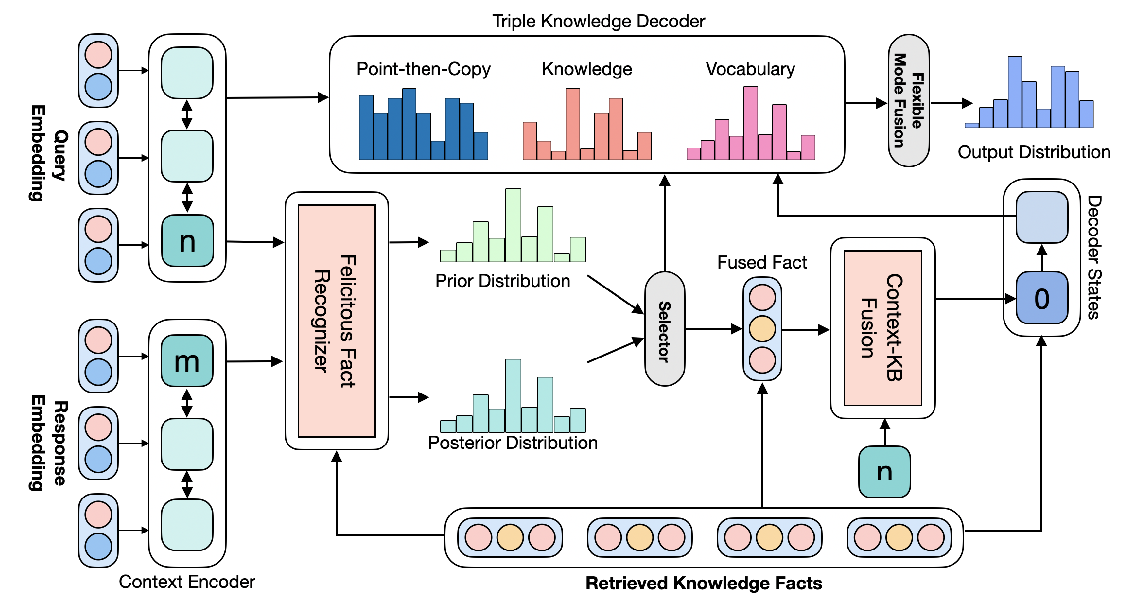 Triple Knowledge Decoder
Point-then-Copy
Knowledge
Vocabulary
Flexible
Mode Fusion
Output Distribution
Query
Embedding
n
Felicitous Fact
Recognizer
Prior Distribution
Posterior Distribution
Selector
Fused Fact
Context-KB
Fusion
Decoder States
0
n
Response
Embedding
m
Context Encoder
Retrieved Knowledge Facts